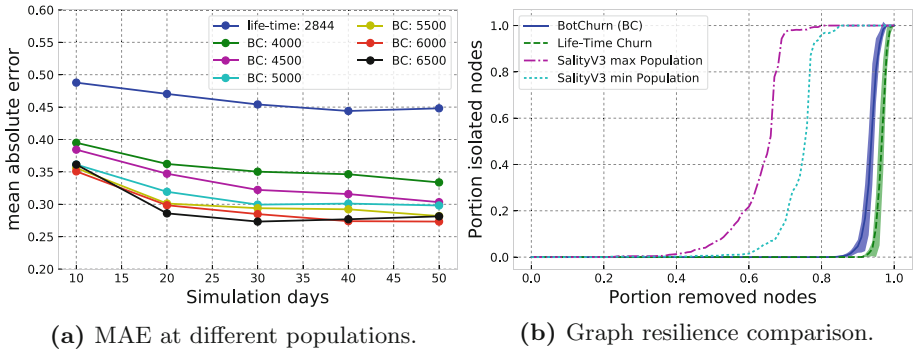 0.60
0.55
0.50
0.45
0.40
0.35
0.30
0.25
0.20
mean absolute error
life-time: 2844
BC: 4000
BC: 4500
BC: 5000
BC: 5500
BC: 6000
BC: 6500
10 15 20 25 30 35 40 45 50
Simulation days
(a) MAE at different populations.
1.0
0.8
0.6
0.4
0.2
0.0
Portion isolated nodes
BotChurn (BC)
Life-Time Churn
SalityV3 max Population
SalityV3 min Population
0.0 0.2 0.4 0.6 0.8 1.0
Portion removed nodes
(b) Graph resilience comparison.